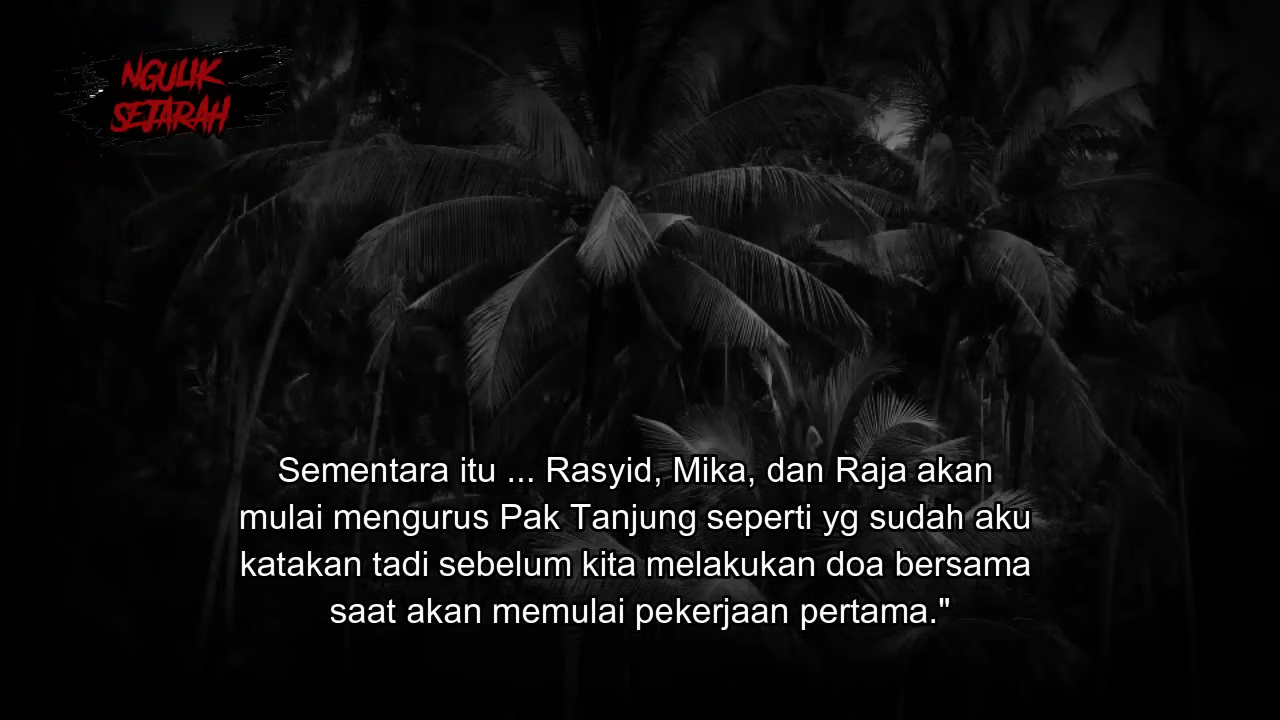 NGULIK
SEJARAH
Sementara itu ... Rasyid, Mika, dan Raja akan
mulai mengurus Pak Tanjung seperti yg sudah aku
katakan tadi sebelum kita melakukan doa bersama
saat akan memulai pekerjaan pertama."